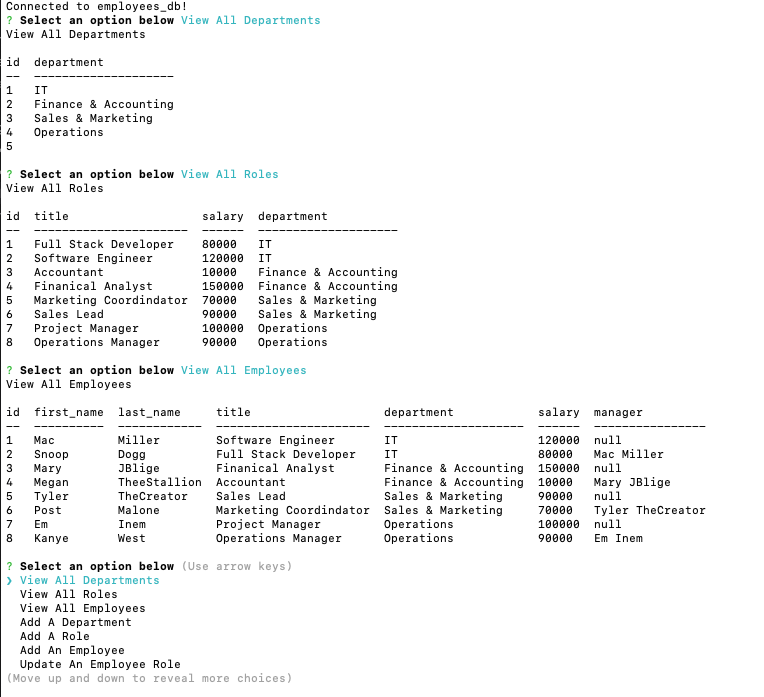 Connected to employees_db!
? Select an option below View All Departments
View All Departments
id  department
--  --------------------
1   IT
2   Finance & Accounting
3   Sales & Marketing
4   Operations
5
? Select an option below View All Roles
View All Roles
id  title                   salary  department
--  ----------------------  ------  --------------------
1   Full Stack Developer    80000   IT
2   Software Engineer       120000  IT
3   Accountant              10000   Finance & Accounting
4   Finanical Analyst       150000  Finance & Accounting
5   Marketing Coordindator  70000   Sales & Marketing
6   Sales Lead              90000   Sales & Marketing
7   Project Manager         100000  Operations
8   Operations Manager      90000   Operations
? Select an option below View All Employees
View All Employees
id  first_name  last_name     title                   department            salary  manager
--  ----------  ------------  ----------------------  --------------------  ------  ----------------
1   Mac         Miller        Software Engineer       IT                    120000  null
2   Snoop       Dogg          Full Stack Developer    IT                    80000   Mac Miller
3   Mary        JBlige        Finanical Analyst       Finance & Accounting  150000  null
4   Megan       TheeStallion  Accountant              Finance & Accounting  10000   Mary JBlige
5   Tyler       TheCreator    Sales Lead              Sales & Marketing     90000   null
6   Post        Malone        Marketing Coordindator  Sales & Marketing     70000   Tyler TheCreator
7   Em          Inem          Project Manager         Operations            100000  null
8   Kanye       West          Operations Manager      Operations            90000   Em Inem
? Select an option below (Use arrow keys)
❯ View All Departments
View All Roles
View All Employees
Add A Department
Add A Role
Add An Employee
Update An Employee Role
(Move up and down to reveal more choices)